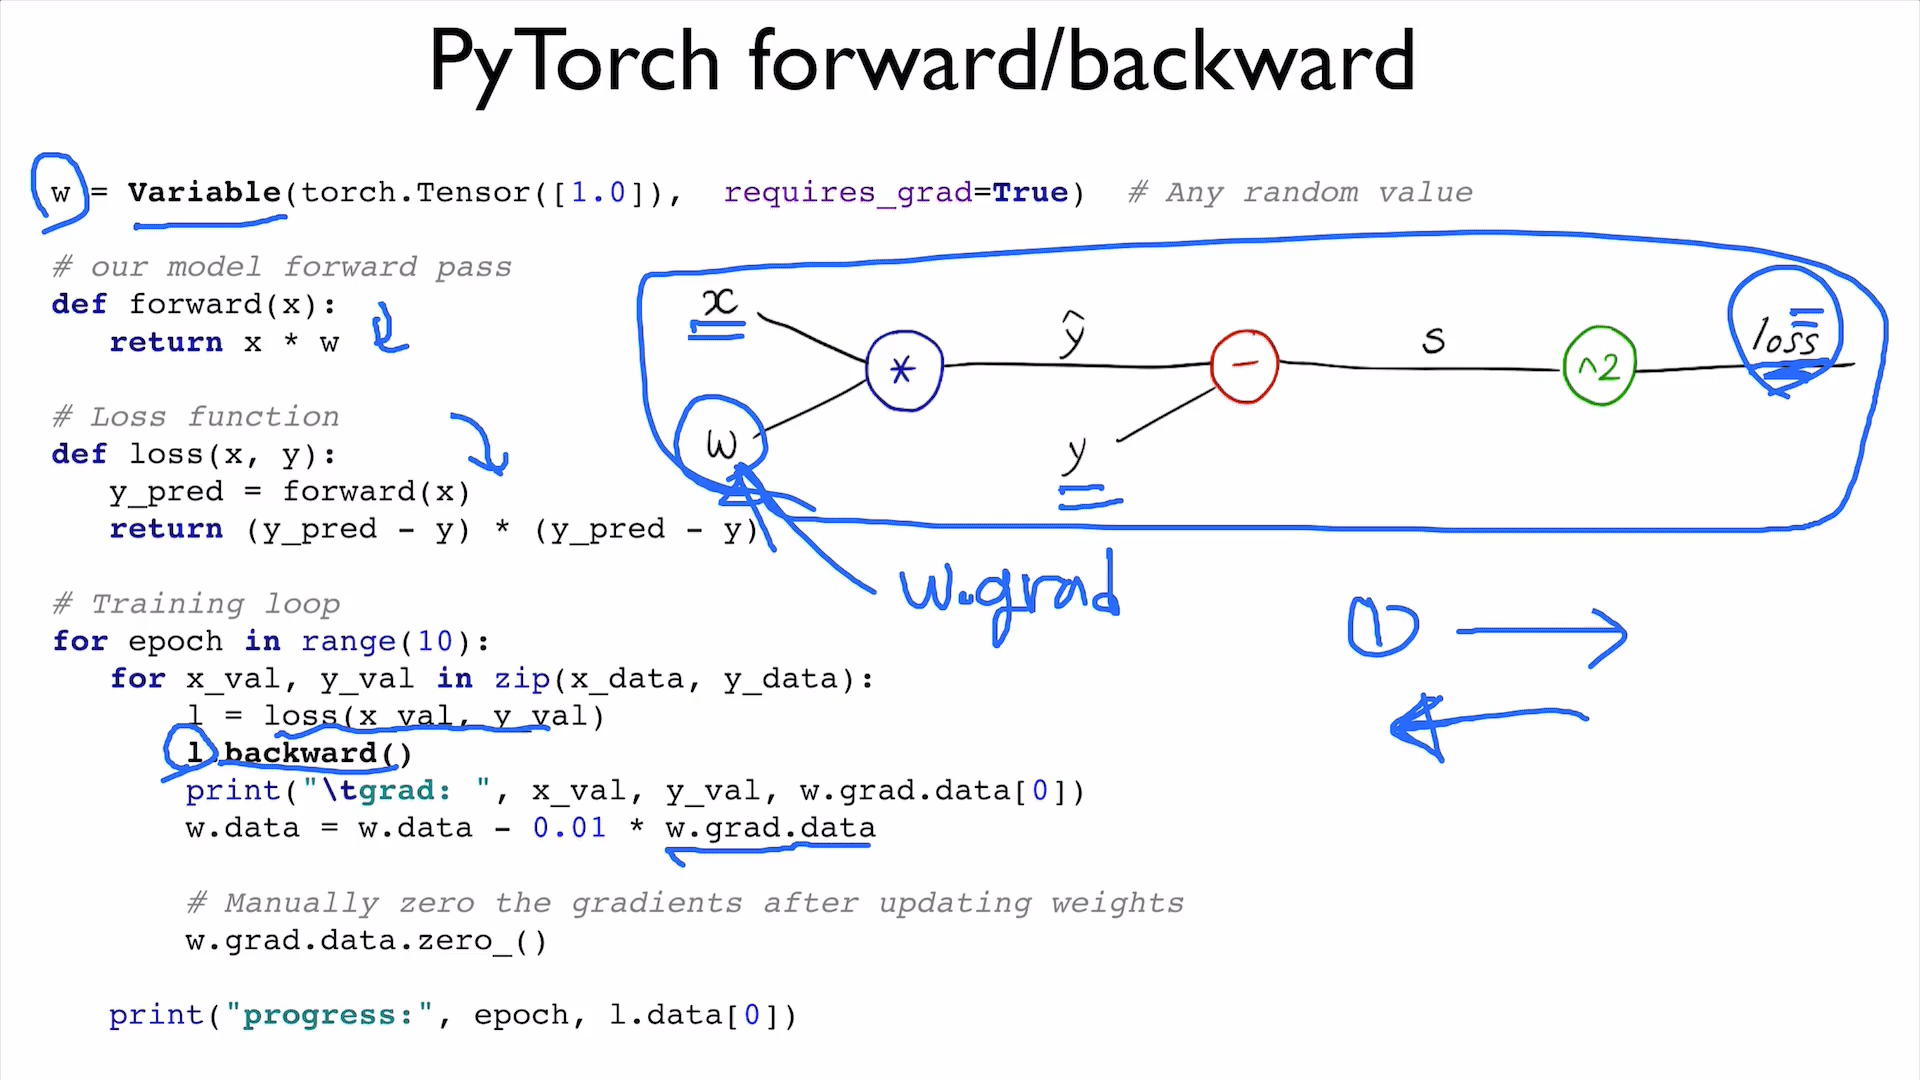 PyTorch forward/backward
w = Variable(torch.Tensor([1.0]), requires_grad=True) # Any random value
# our model forward pass
def forward(x):
return x * w
# Loss function
def loss(x, y):
y_pred = forward(x)
return (y_pred - y) * (y_pred - y)
# Training loop
for epoch in range(10):
for x_val, y_val in zip(x_data, y_data):
l = loss(x_val, y_val)
l.backward()
print("\tgrad: ", x_val, y_val, w.grad.data[0])
w.data = w.data - 0.01 * w.grad.data
# Manually zero the gradients after updating weights
w.grad.data.zero_()
print("progress:", epoch, l.data[0])
x
*
ŷ
-
s
^2
loss
w
y
w.grad
①